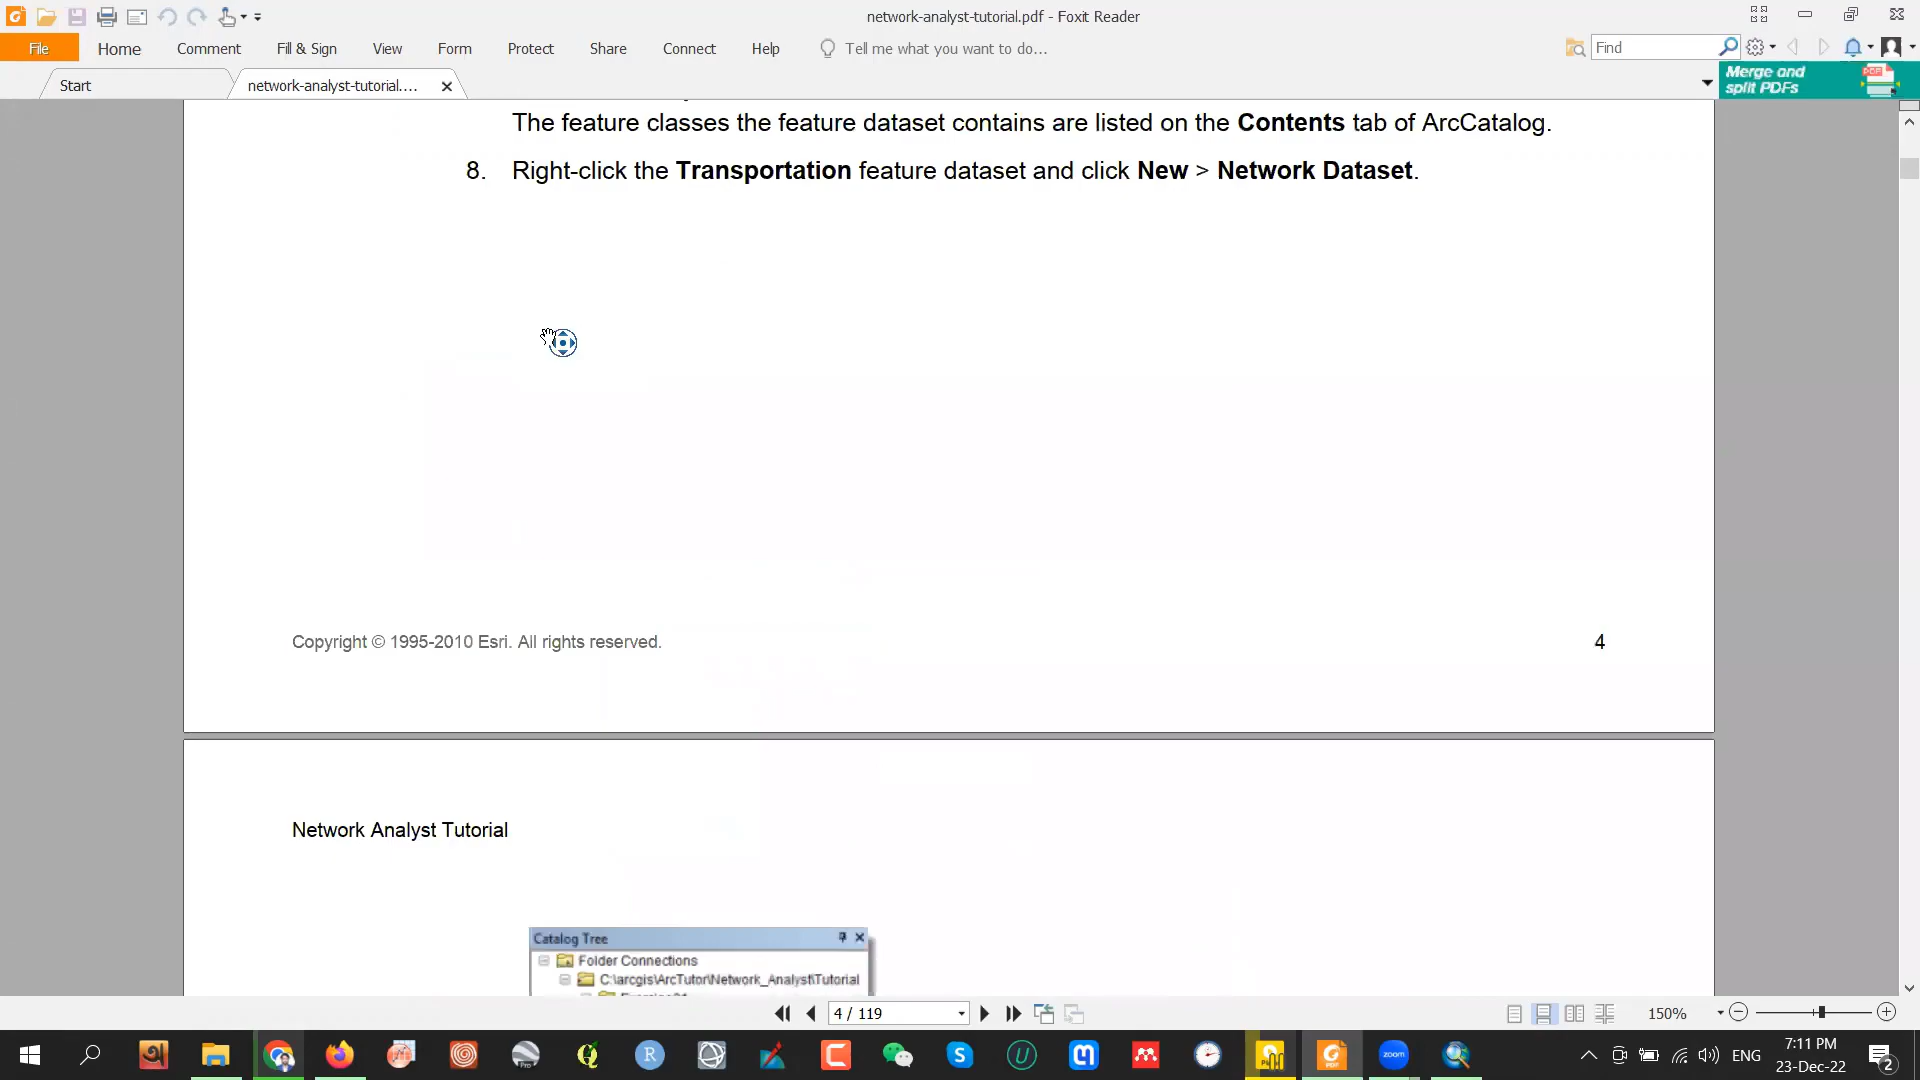 network-analyst-tutorial.pdf - Foxit Reader
File Home Comment Fill & Sign View Form Protect Share Connect Help Tell me what you want to do... Find
Start network-analyst-tutorial.... Merge and split PDFs
The feature classes the feature dataset contains are listed on the Contents tab of ArcCatalog.
8. Right-click the Transportation feature dataset and click New > Network Dataset.
Copyright © 1995-2010 Esri. All rights reserved. 4
Network Analyst Tutorial
Catalog Tree
Folder Connections
C:\arcgis\ArcTutor\Network_Analyst\Tutorial
4 / 119 150%
ENG 7:11 PM
23-Dec-22 2